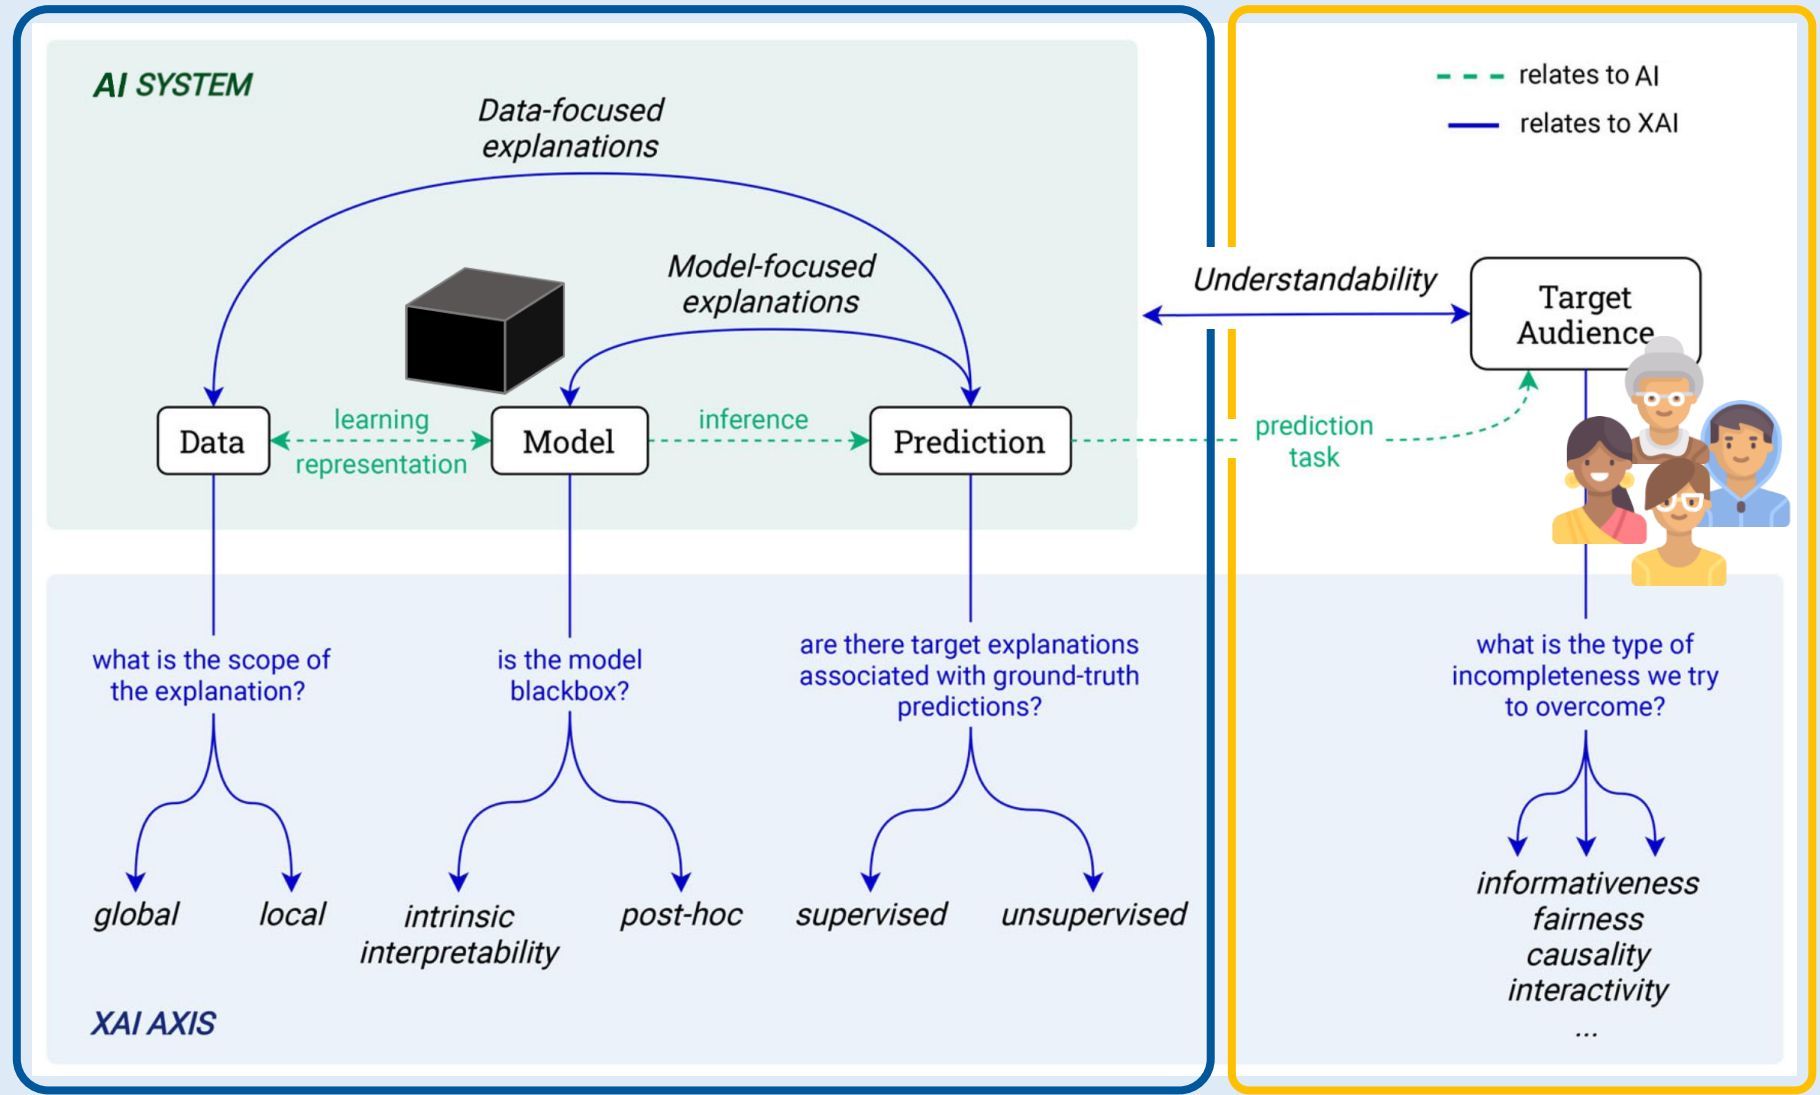 AI SYSTEM
Data-focused
explanations
Model-focused
explanations
Data
learning
representation
Model
inference
Prediction
relates to AI
relates to XAI
Understandability
Target
Audience
prediction
task
what is the scope of
the explanation?
is the model
blackbox?
are there target explanations
associated with ground-truth
predictions?
what is the type of
incompleteness we try
to overcome?
global
local
intrinsic
interpretability
post-hoc
supervised
unsupervised
informativeness
fairness
causality
interactivity
...
XAI AXIS